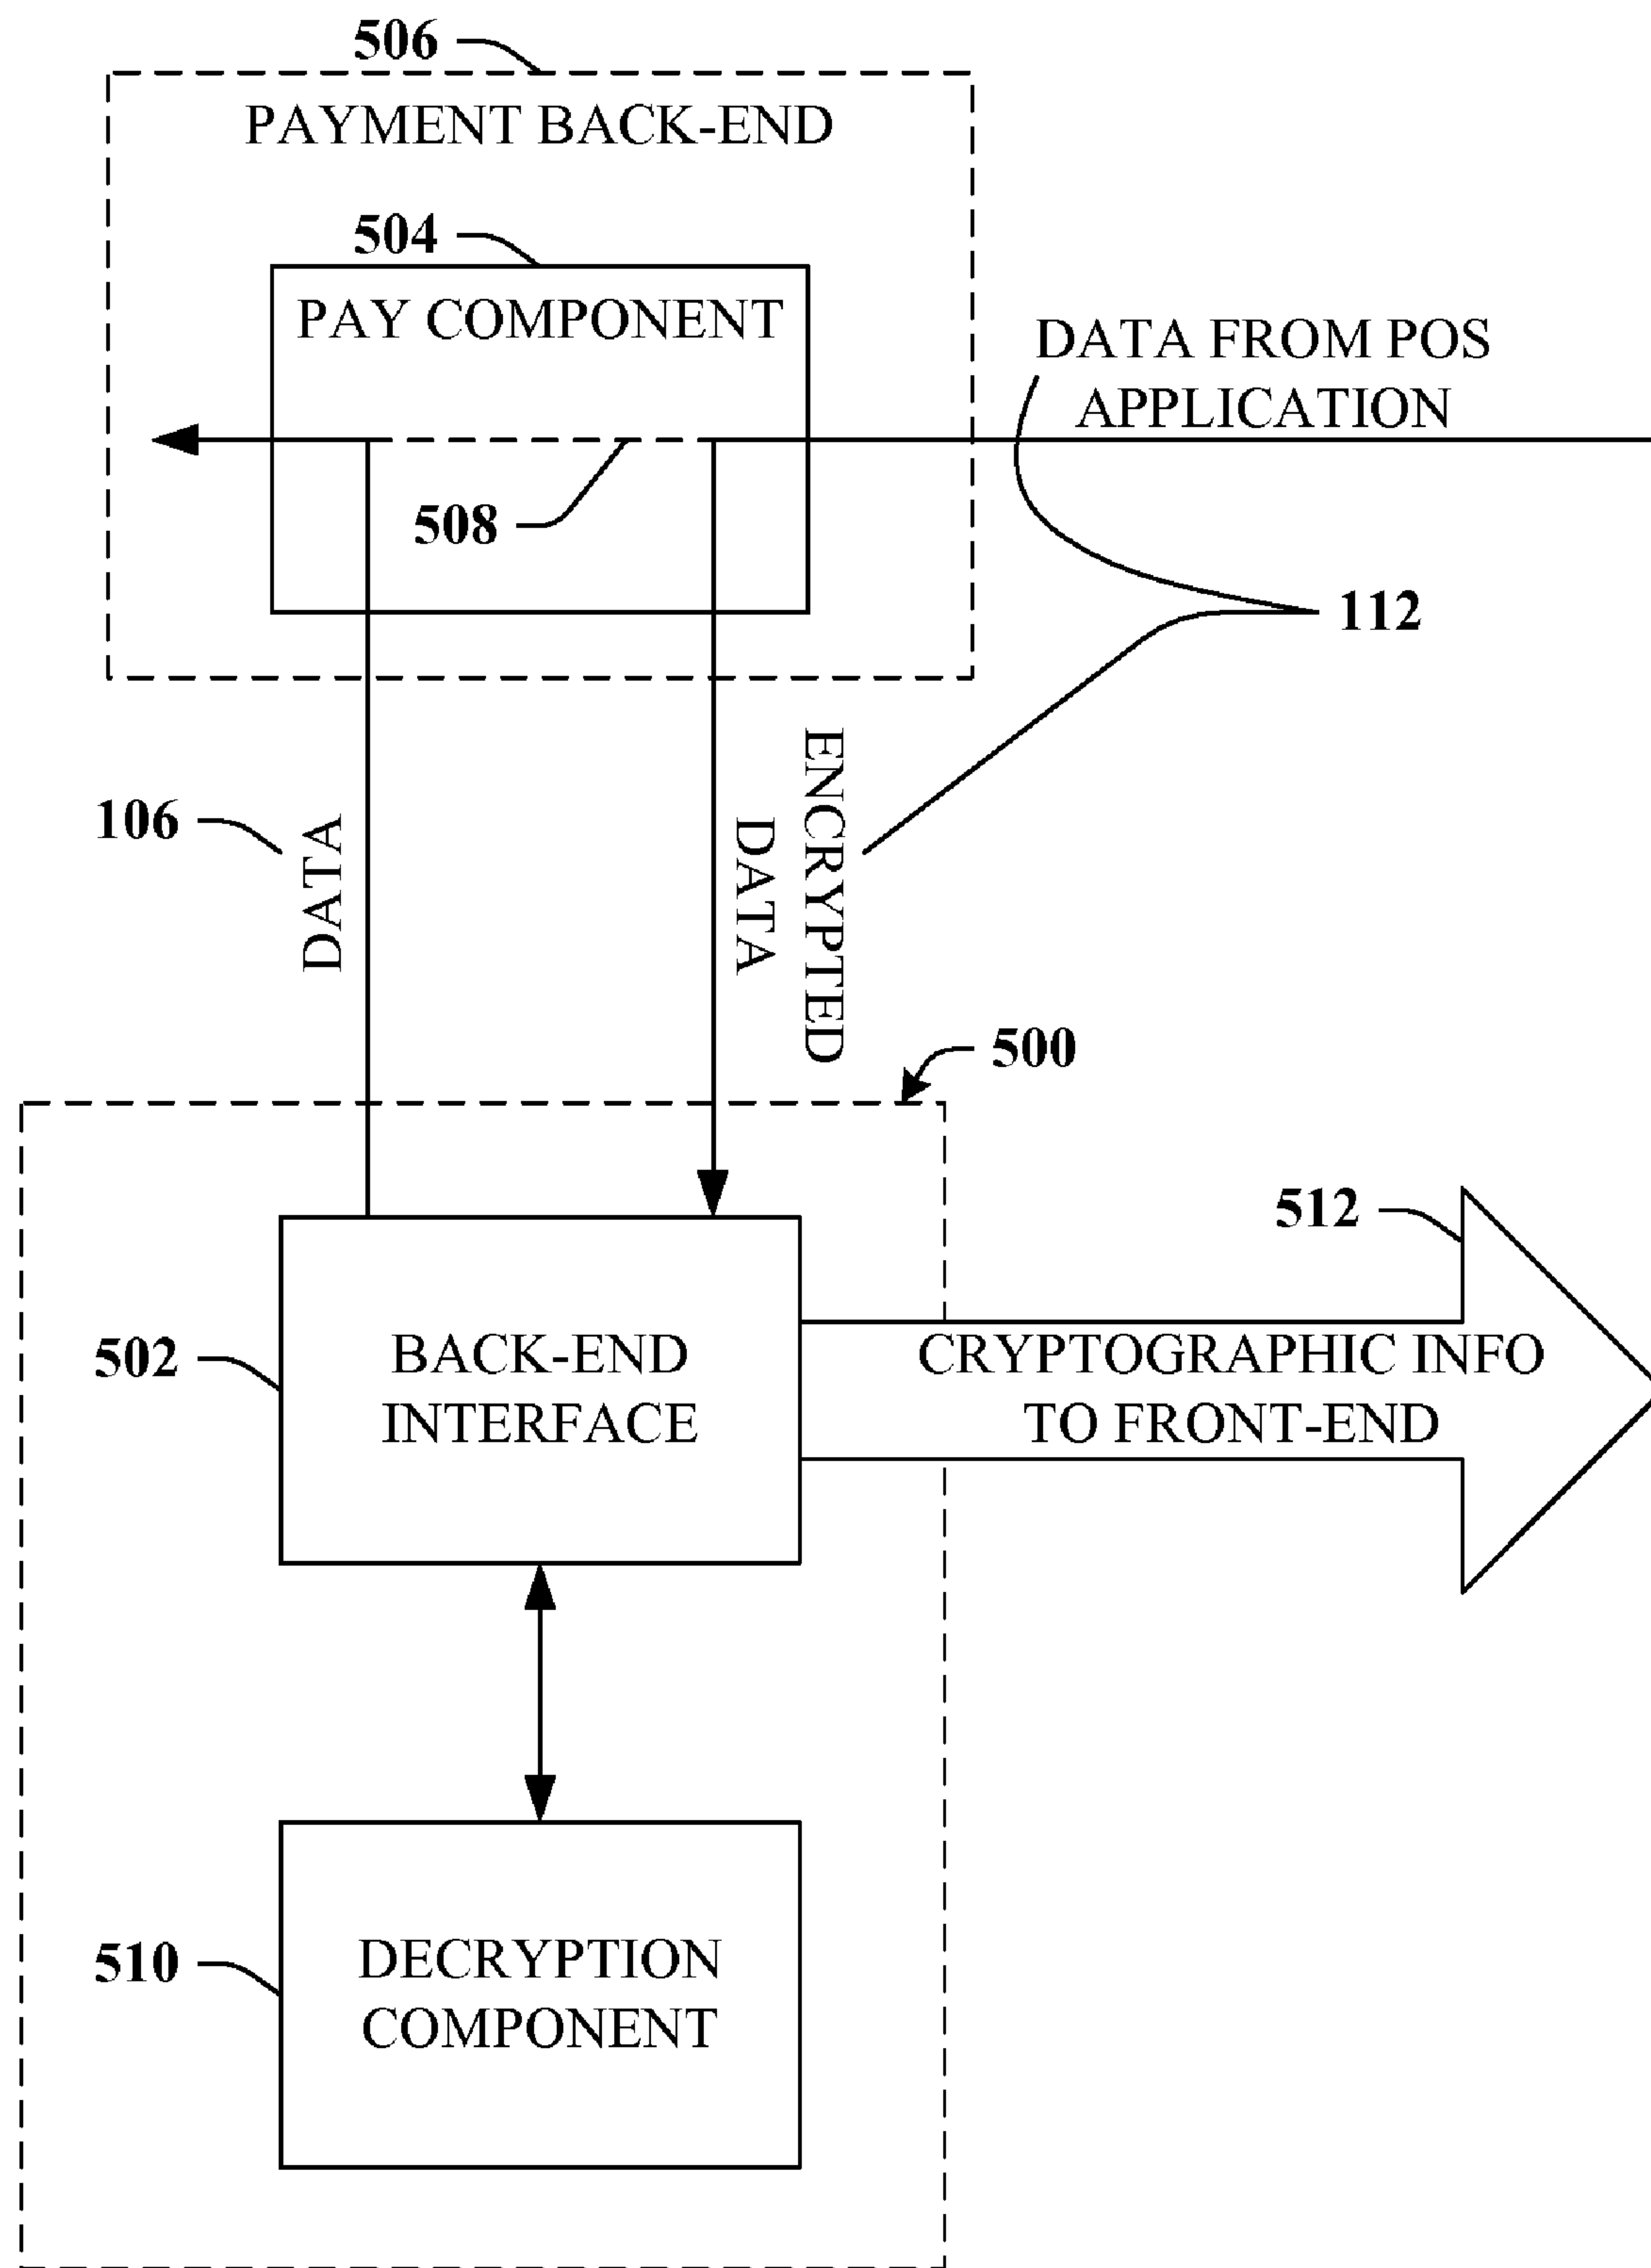 506
PAYMENT BACK-END
504
PAY COMPONENT
DATA FROM POS
APPLICATION
508
112
106
DATA
ENCRYPTED
DATA
500
512
502
BACK-END
INTERFACE
CRYPTOGRAPHIC INFO
TO FRONT-END
510
DECRYPTION
COMPONENT